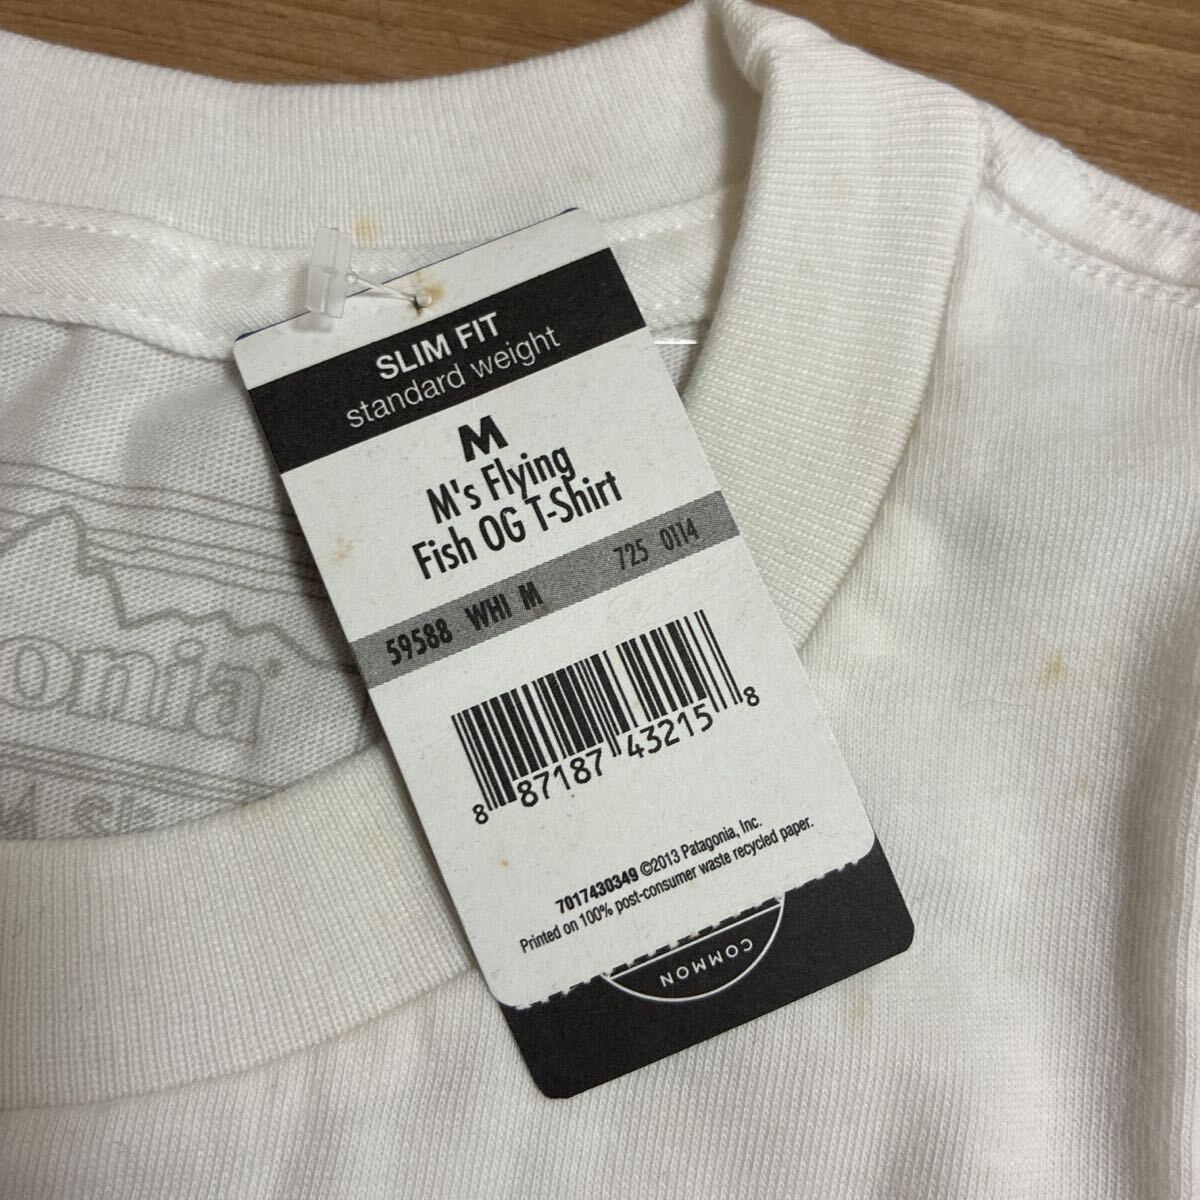 SLIM FIT
standard weight
M
M's Flying
Fish OG T-Shirt
59588 WHI M 725 0114
8 87187 43215 8
7017430349 ©2013 Patagonia, Inc.
Printed on 100% post-consumer waste recycled paper.
COMMON
onia®